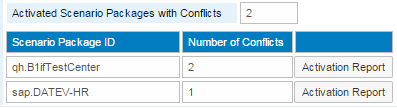 Activated Scenario Packages with Conflicts 2
Scenario Package ID Number of Conflicts
qh.B1ifTestCenter 2 Activation Report
sap.DATEV-HR 1 Activation Report